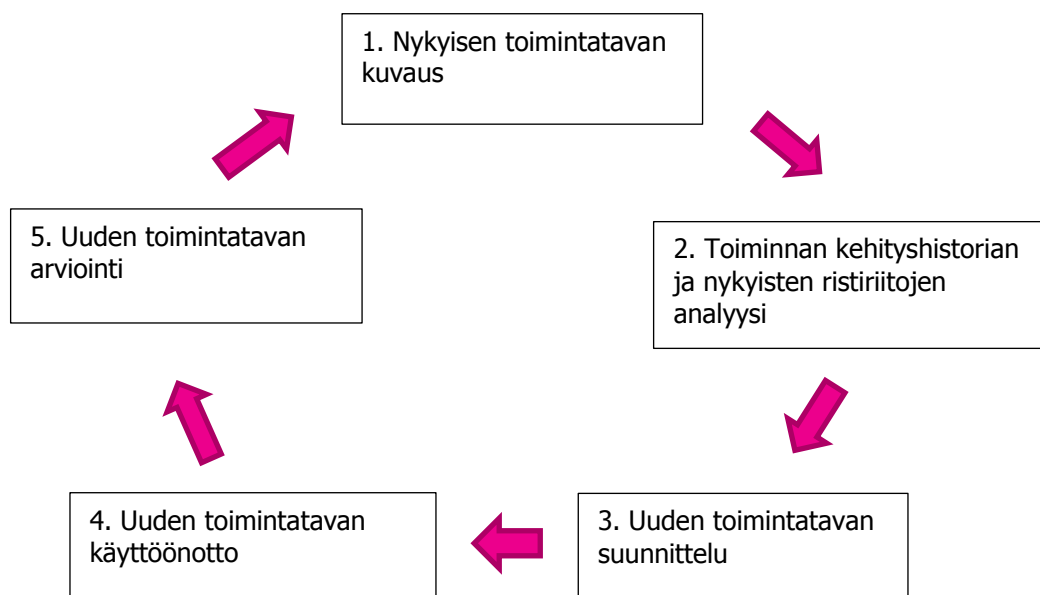 1. Nykyisen toimintatavan
kuvaus
2. Toiminnan kehityshistorian
ja nykyisten ristiriitojen
analyysi
3. Uuden toimintatavan
suunnittelu
4. Uuden toimintatavan
käyttöönotto
5. Uuden toimintatavan
arviointi